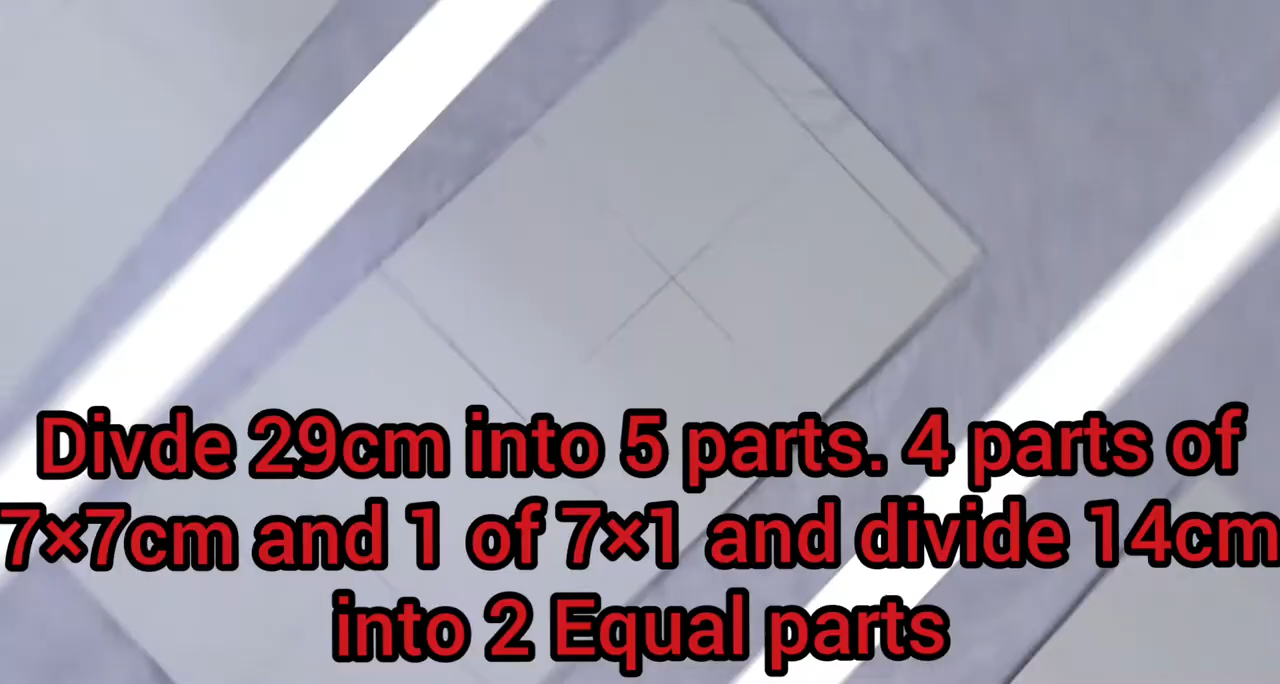 Divde 29cm into 5 parts. 4 parts of
7×7cm and 1 of 7×1 and divide 14cm
into 2 Equal parts